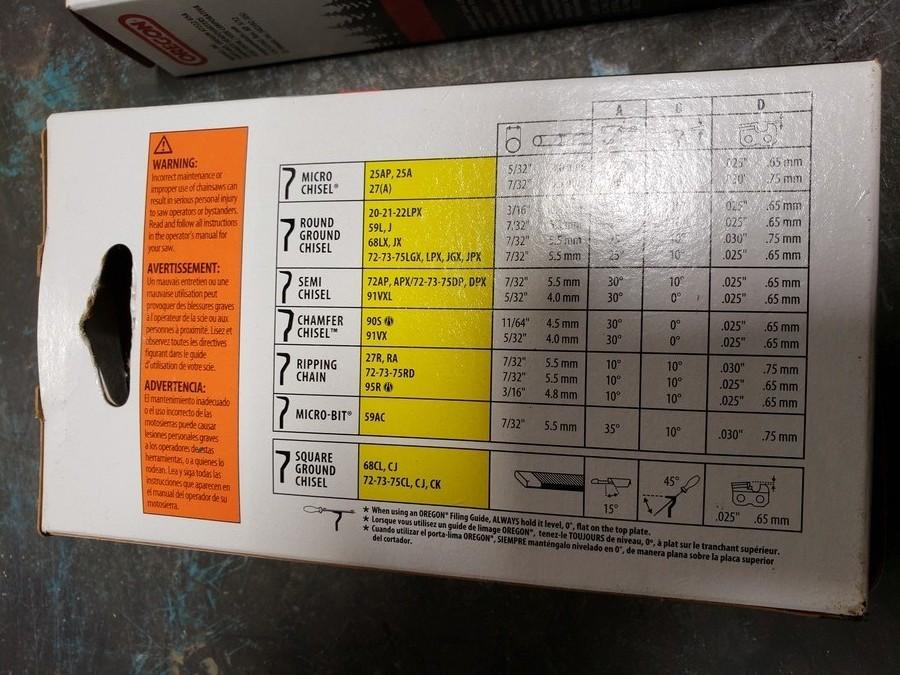 OREGON
WARNING:
Incorrect maintenance or
improper use of chainsaws can
result in serious personal injury
to saw operators or bystanders.
Read and follow all instructions
in the operator's manual for
your saw.
AVERTISSEMENT:
Un mauvais entretien ou une
mauvaise utilisation peut
provoquer des blessures graves
à l'operateur de la scie ou aux
personnes à proximité. Lisez et
observez toutes les directives
figurant dans le guide
d'utilisation de votre scie.
ADVERTENCIA:
El mantenimiento inadecuado
o el uso incorrecto de las
motosierras puede causar
lesiones personales graves
a los operadores de estas
herramientas, o a quienes lo
rodean. Lea y siga todas las
instrucciones que aparecen en
el manual del operador de su
motosierra.
A D
MICRO CHISEL®
25AP, 25A 5/32" .025" .65 mm
27(A) 7/32" .75 mm
ROUND GROUND CHISEL
20-21-22LPX 3/16" .025" .65 mm
59L, J 7/32" .025" .65 mm
68LX, JX 7/32" 5.5 mm 10° .030" .75 mm
72-73-75LGX, LPX, JGX, JPX 7/32" 5.5 mm 25° 10° .025" .65 mm
SEMI CHISEL
72AP, APX/72-73-75DP, DPX 7/32" 5.5 mm 30° 10° .025" .65 mm
91VXL 5/32" 4.0 mm 30° 0° .025" .65 mm
CHAMFER CHISEL™
90S 11/64" 4.5 mm 30° 0° .025" .65 mm
91VX 5/32" 4.0 mm 30° 0° .025" .65 mm
RIPPING CHAIN
27R, RA 7/32" 5.5 mm 10° 10° .030" .75 mm
72-73-75RD 7/32" 5.5 mm 10° 10° .025" .65 mm
95R 3/16" 4.8 mm 10° 10° .025" .65 mm
MICRO-BIT®
59AC 7/32" 5.5 mm 35° 10° .030" .75 mm
SQUARE GROUND CHISEL
68CL, CJ
72-73-75CL, CJ, CK 15° 45° .025" .65 mm
★ When using an OREGON® Filing Guide, ALWAYS hold it level, 0°, flat on the top plate.
★ Lorsque vous utilisez un guide de limage OREGON®, tenez-le TOUJOURS de niveau, 0°, à plat sur le tranchant supérieur.
★ Cuando utilizar el porta-lima OREGON®, SIEMPRE manténgalo nivelado en 0°, de manera plana sobre la placa superior
del cortador.